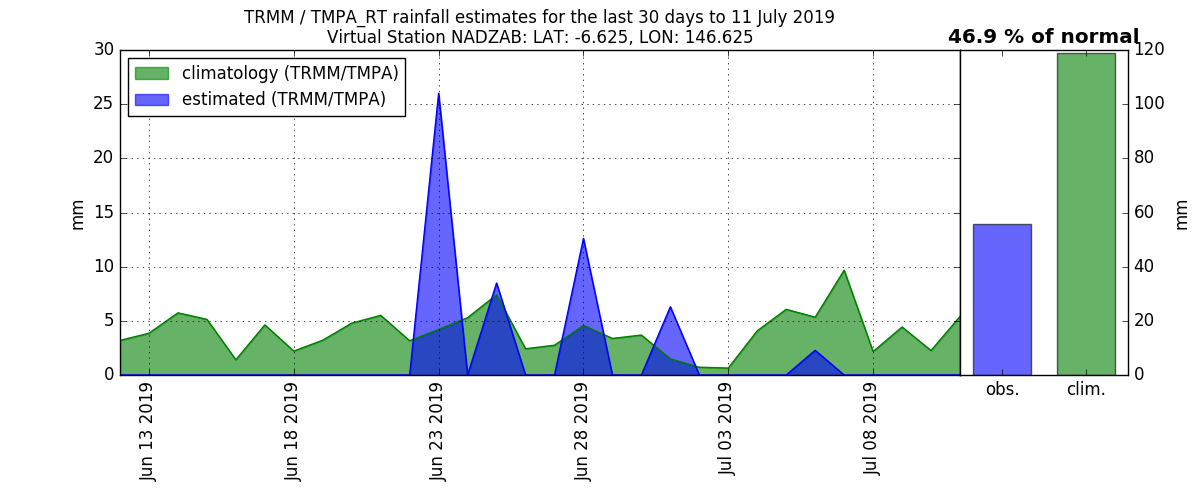 TRMM / TMPA_RT rainfall estimates for the last 30 days to 11 July 2019
Virtual Station NADZAB: LAT: -6.625, LON: 146.625
46.9 % of normal
climatology (TRMM/TMPA)
estimated (TRMM/TMPA)
30
25
20
15
10
5
0
mm
120
100
80
60
40
20
0
mm
Jun 13 2019
Jun 18 2019
Jun 23 2019
Jun 28 2019
Jul 03 2019
Jul 08 2019
obs.
clim.